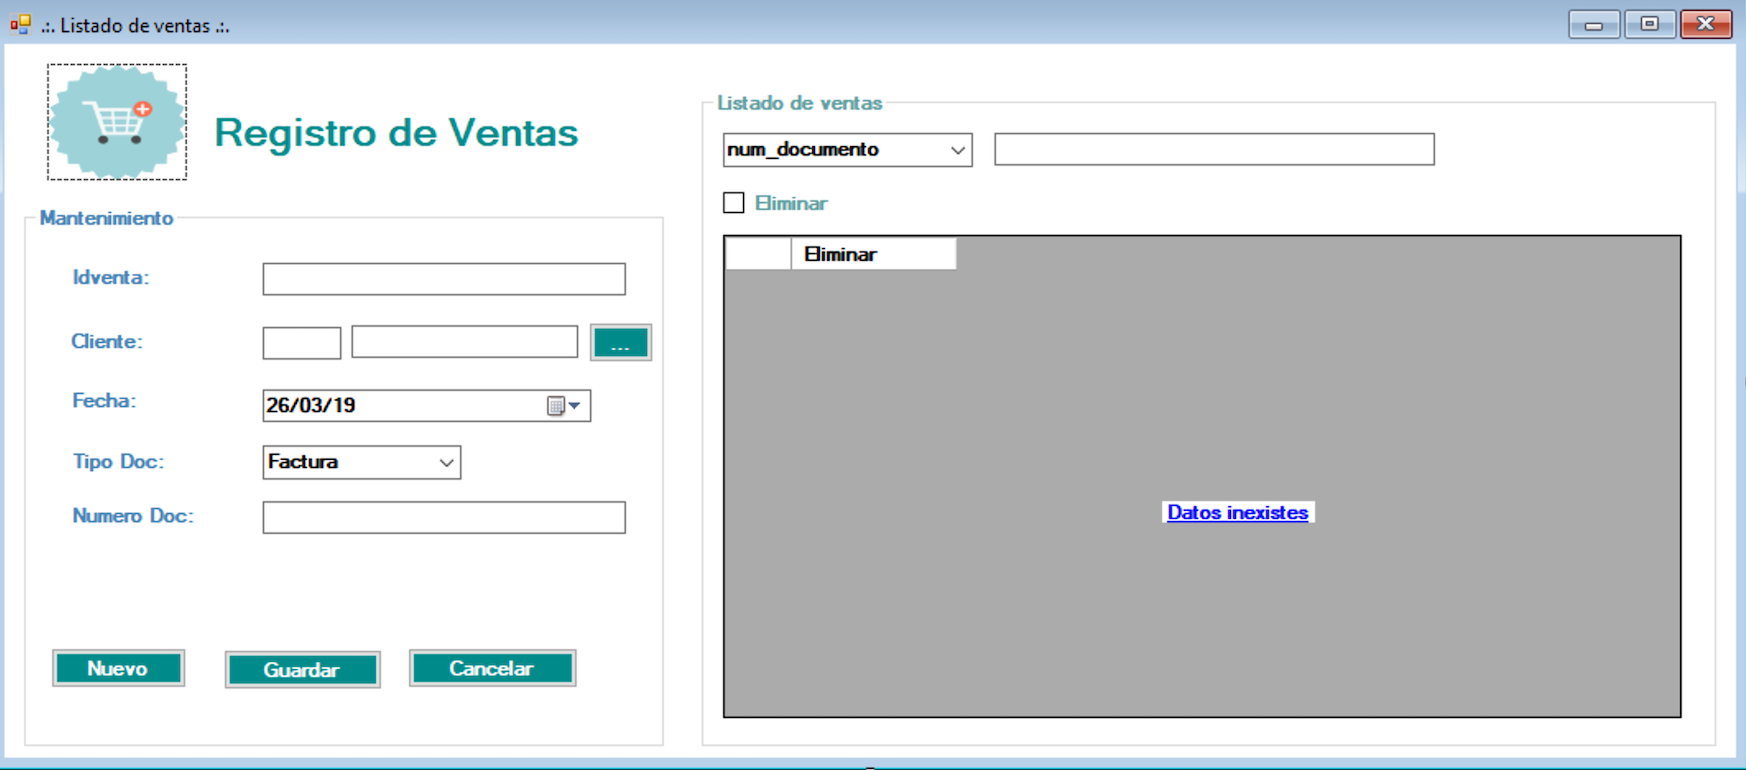 .:. Listado de ventas .:.
Registro de Ventas
Mantenimiento
Idventa:
Cliente:
...
Fecha:
26/03/19
Tipo Doc:
Factura
Numero Doc:
Nuevo
Guardar
Cancelar
Listado de ventas
num_documento
Eliminar
Eliminar
Datos inexistes